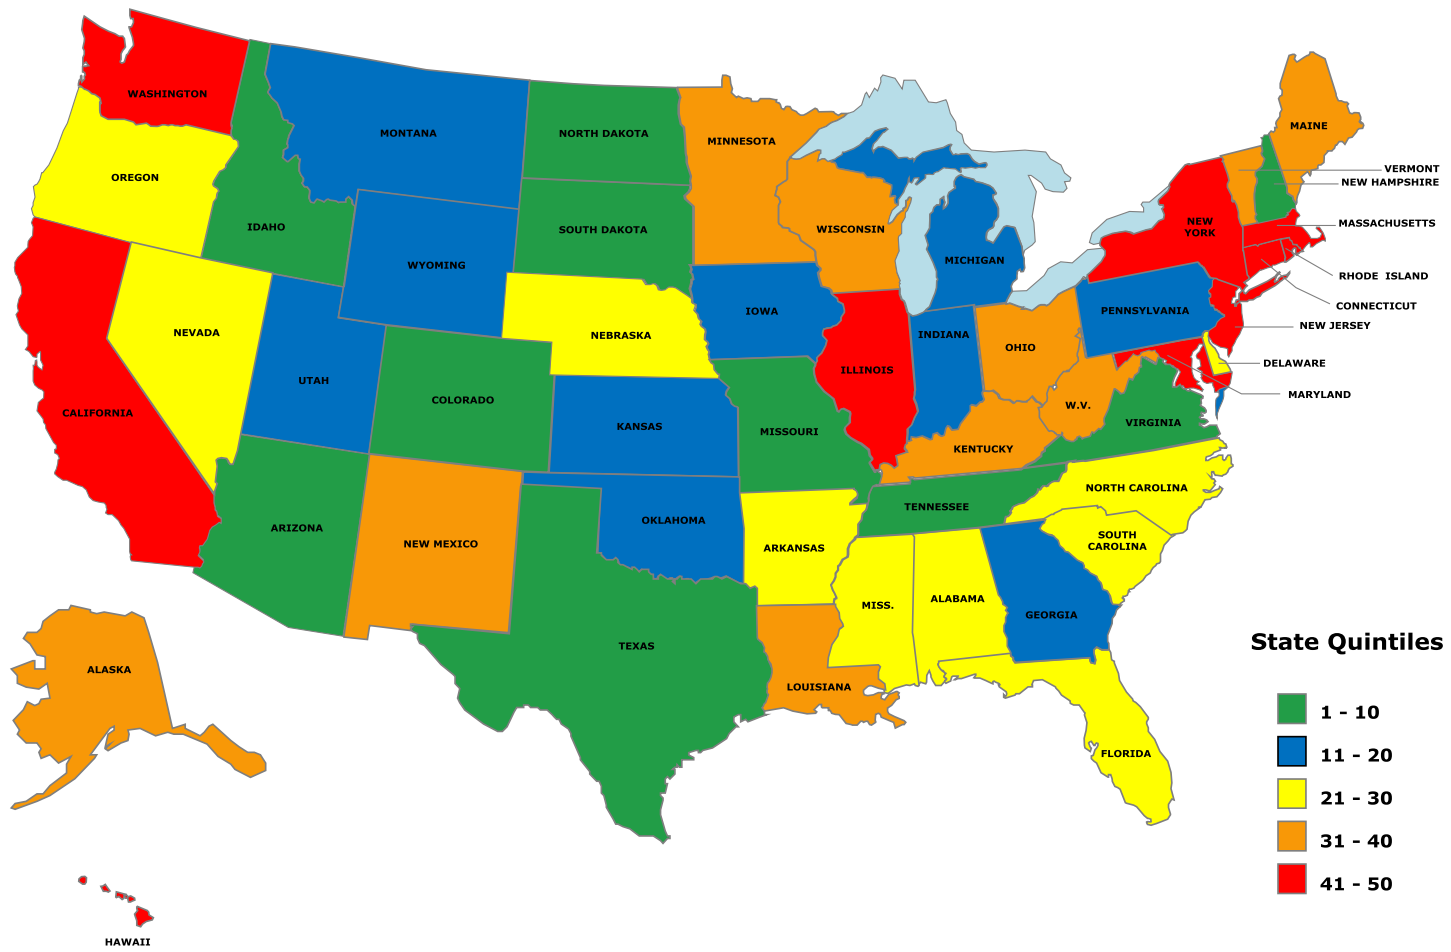 WASHINGTON
MONTANA
NORTH DAKOTA
MINNESOTA
MAINE
VERMONT
NEW HAMPSHIRE
OREGON
IDAHO
SOUTH DAKOTA
WISCONSIN
NEW
YORK
MASSACHUSETTS
WYOMING
MICHIGAN
RHODE ISLAND
CONNECTICUT
NEVADA
NEBRASKA
IOWA
INDIANA
PENNSYLVANIA
NEW JERSEY
OHIO
DELAWARE
UTAH
ILLINOIS
MARYLAND
CALIFORNIA
COLORADO
KANSAS
MISSOURI
W.V.
VIRGINIA
KENTUCKY
ARIZONA
NEW MEXICO
OKLAHOMA
TENNESSEE
NORTH CAROLINA
ARKANSAS
SOUTH
CAROLINA
MISS.
ALABAMA
GEORGIA
TEXAS
LOUISIANA
FLORIDA
ALASKA
HAWAII
State Quintiles
1 - 10
11 - 20
21 - 30
31 - 40
41 - 50